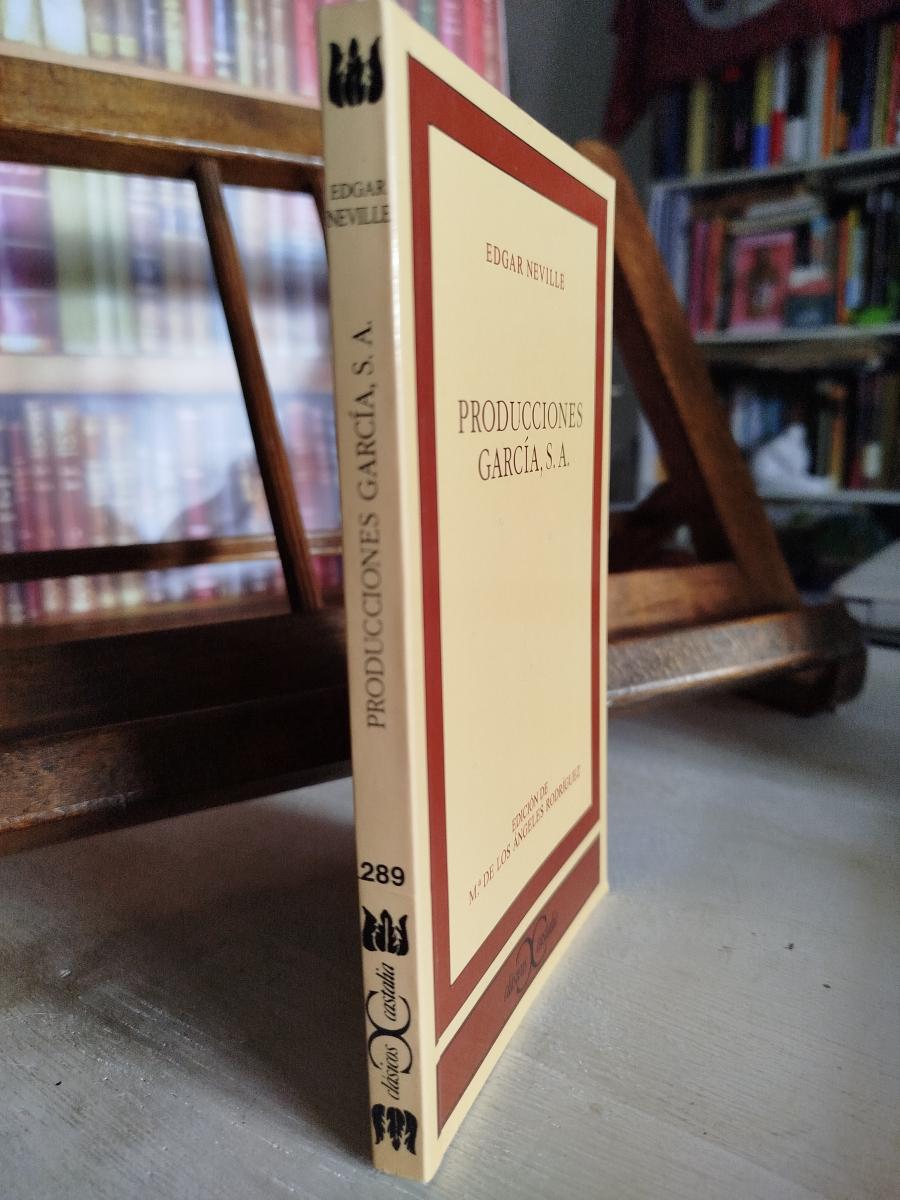 EDGAR
NEVILLE
PRODUCCIONES GARCÍA, S. A.
289
clásicos castalia
EDGAR NEVILLE
PRODUCCIONES
GARCÍA, S. A.
EDICIÓN DE
M.ª DE LOS ÁNGELES RODRÍGUEZ
clásicos castalia